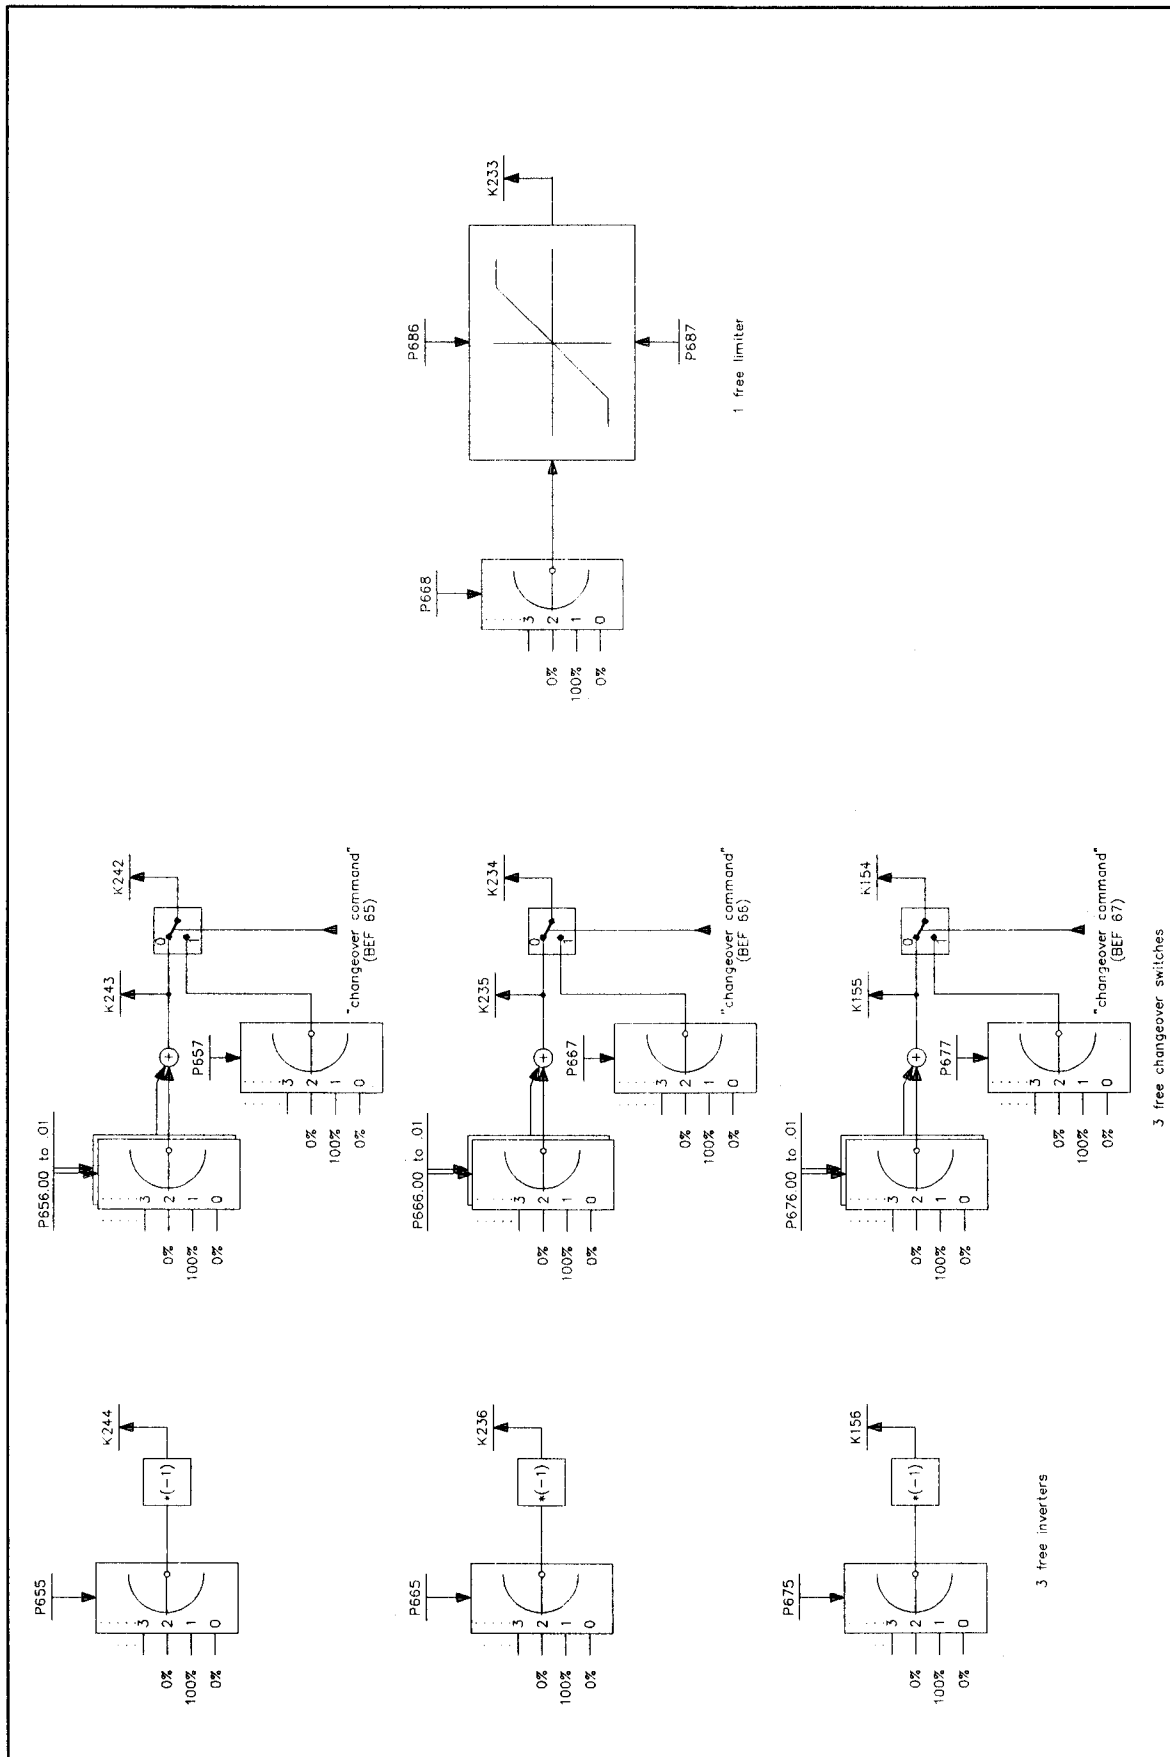 P655
3
0% 2
100% 1
0% 0
*(-1)
K244
P665
3
0% 2
100% 1
0% 0
*(-1)
K236
P675
3
0% 2
100% 1
0% 0
*(-1)
K156
3 free inverters
P656.00 to .01
3
0% 2
100% 1
0% 0
+
K243
0
1
K242
P657
3
0% 2
100% 1
0% 0
"changeover command"
(BEF 65)
P666.00 to .01
3
0% 2
100% 1
0% 0
+
K235
0
1
K234
P667
3
0% 2
100% 1
0% 0
"changeover command"
(BEF 66)
P676.00 to .01
3
0% 2
100% 1
0% 0
+
K155
0
1
K154
P677
3
0% 2
100% 1
0% 0
"changeover command"
(BEF 67)
3 free changeover switches
P668
3
0% 2
100% 1
0% 0
P686
K233
P687
1 free limiter